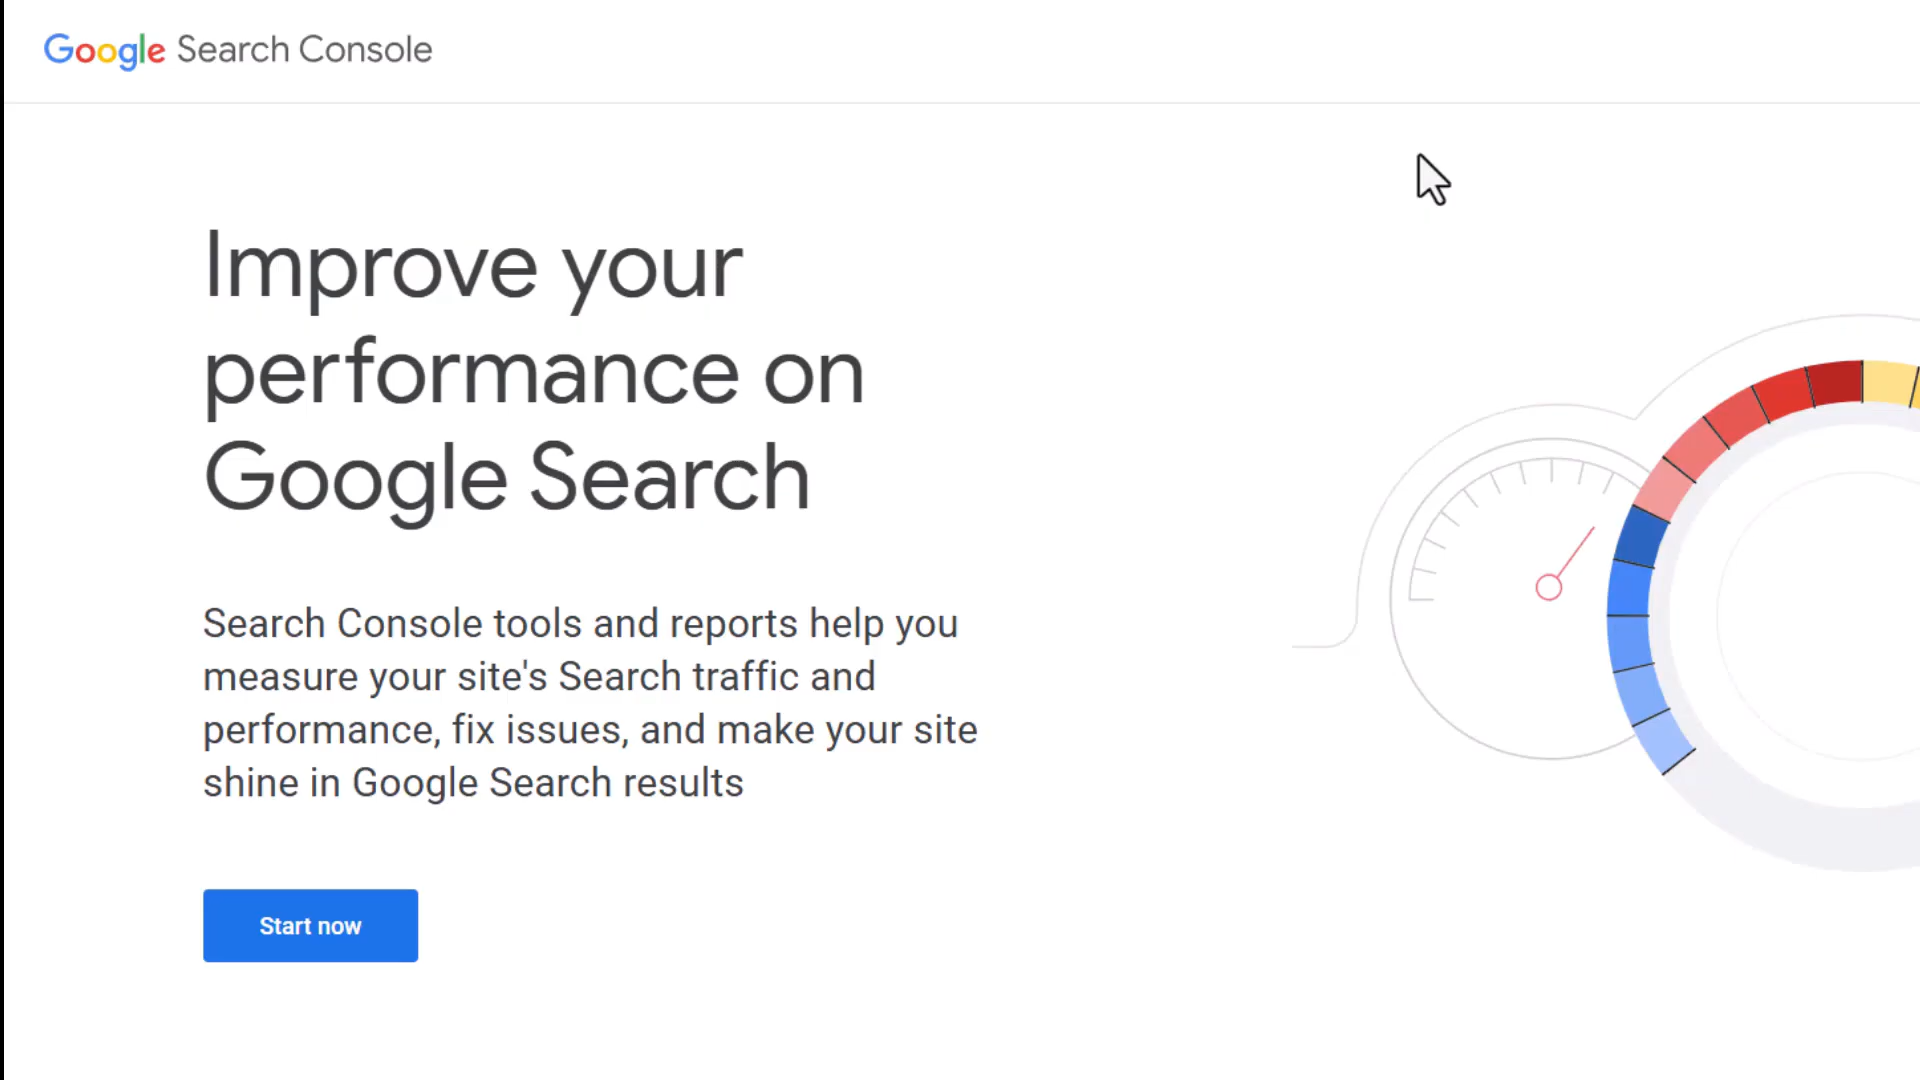 Google Search Console
Improve your
performance on
Google Search
Search Console tools and reports help you
measure your site's Search traffic and
performance, fix issues, and make your site
shine in Google Search results
Start now